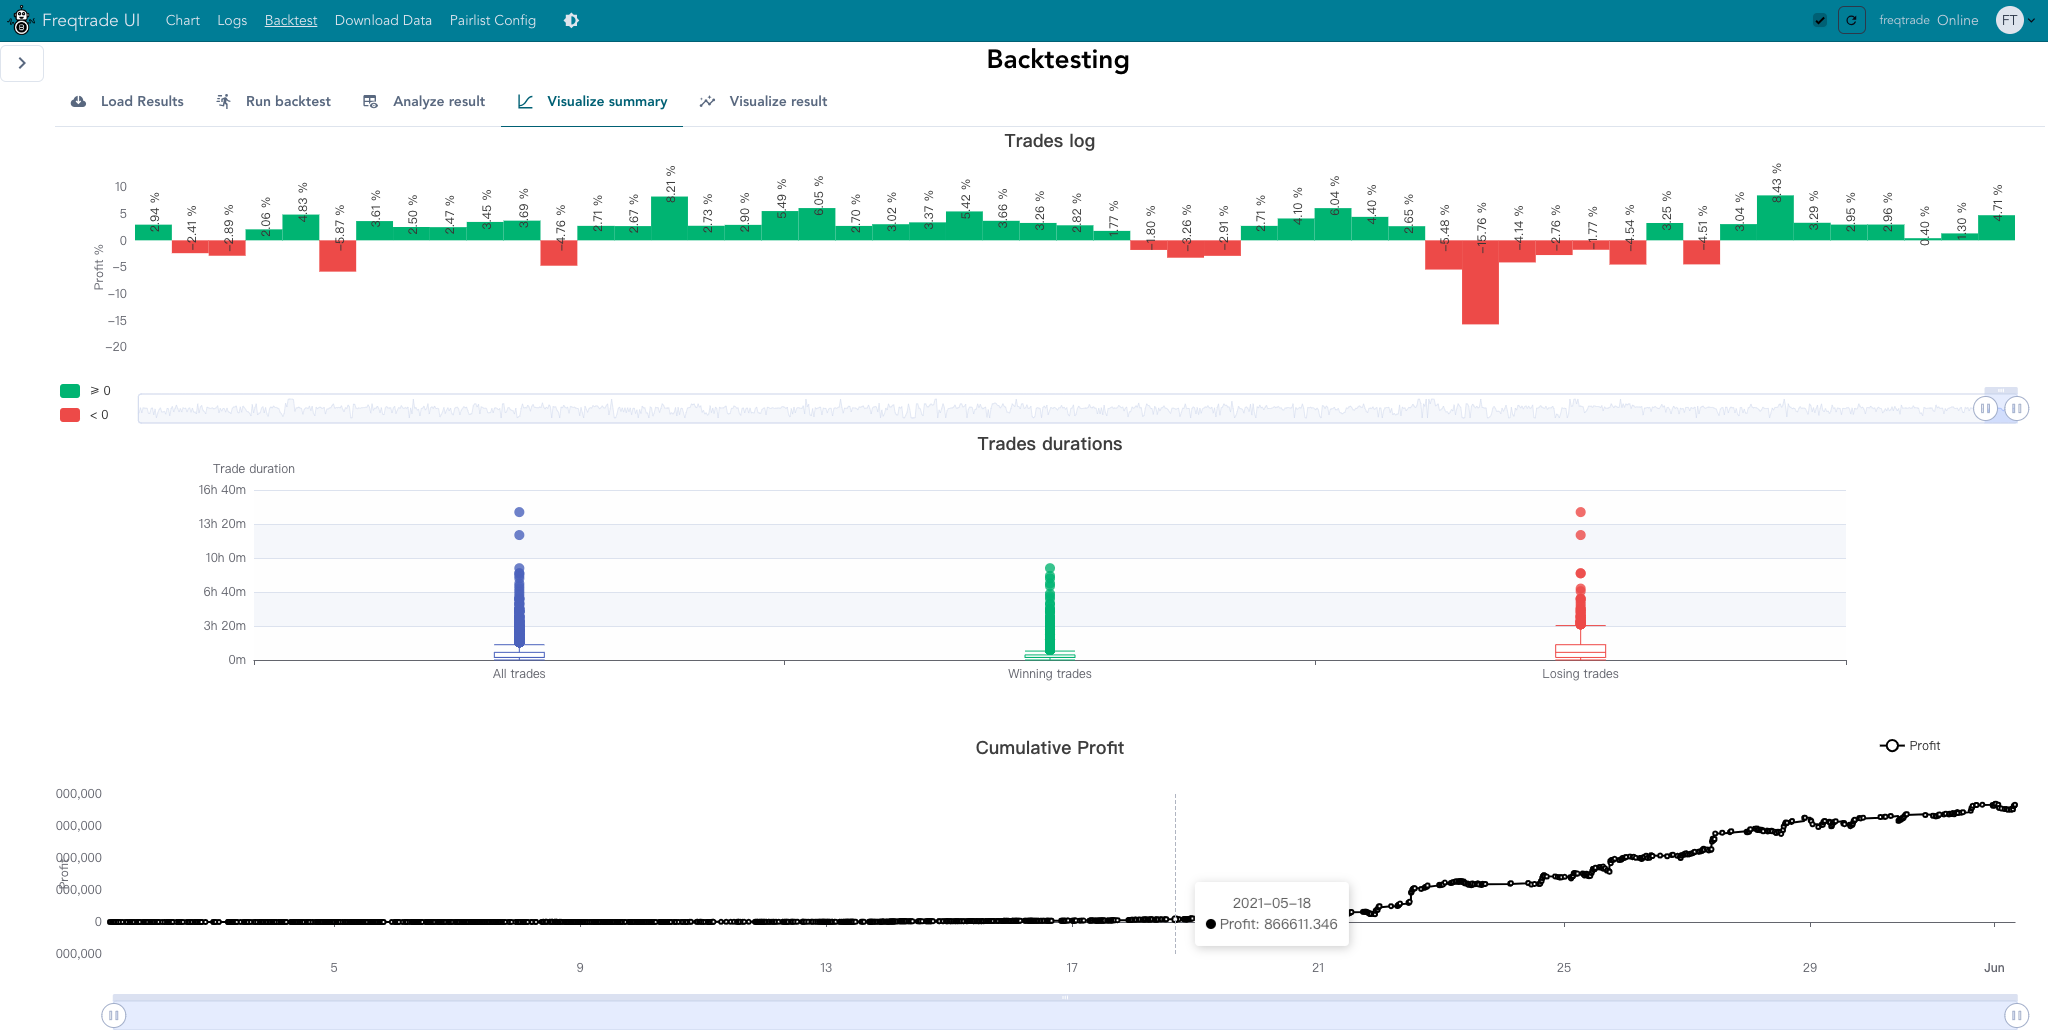 Freqtrade UI Chart Logs Backtest Download Data Pairlist Config freqtrade Online FT
Backtesting
Load Results Run backtest Analyze result Visualize summary Visualize result
Trades log
Profit %
10
5
0
−5
−10
−15
−20
2.94 % −2.41 % −2.89 % 2.06 % 4.83 % −5.87 % 3.61 % 2.50 % 2.47 % 3.45 % 3.69 % −4.76 % 2.71 % 2.67 % 8.21 % 2.73 % 2.90 % 5.49 % 6.05 % 2.70 % 3.02 % 3.37 % 5.42 % 3.66 % 3.26 % 2.82 % 1.77 % −1.80 % −3.26 % −2.91 % 2.71 % 4.10 % 6.04 % 4.40 % 2.65 % −5.48 % −15.76 % −4.14 % −2.76 % −1.77 % −4.54 % 3.25 % −4.51 % 3.04 % 8.43 % 3.29 % 2.95 % 2.96 % 0.40 % 1.30 % 4.71 %
≥ 0
< 0
Trades durations
Trade duration
16h 40m
13h 20m
10h 0m
6h 40m
3h 20m
0m
All trades Winning trades Losing trades
Cumulative Profit
Profit
Profit
000,000
000,000
000,000
000,000
0
000,000
2021−05−18
Profit: 866611.346
5 9 13 17 21 25 29 Jun